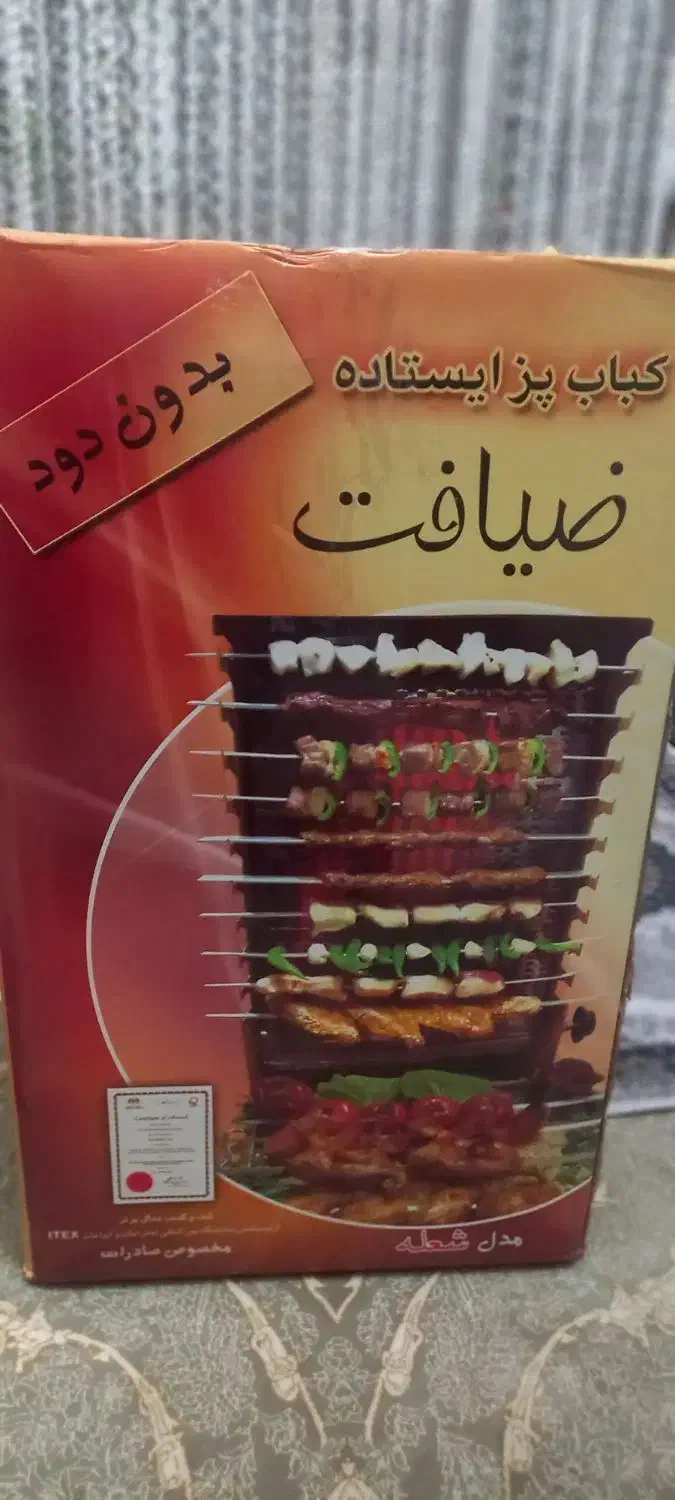 کباب پز ایستاده
بدون دود
ضیافت
مدل شعله
ITEX
مخصوص صادرات